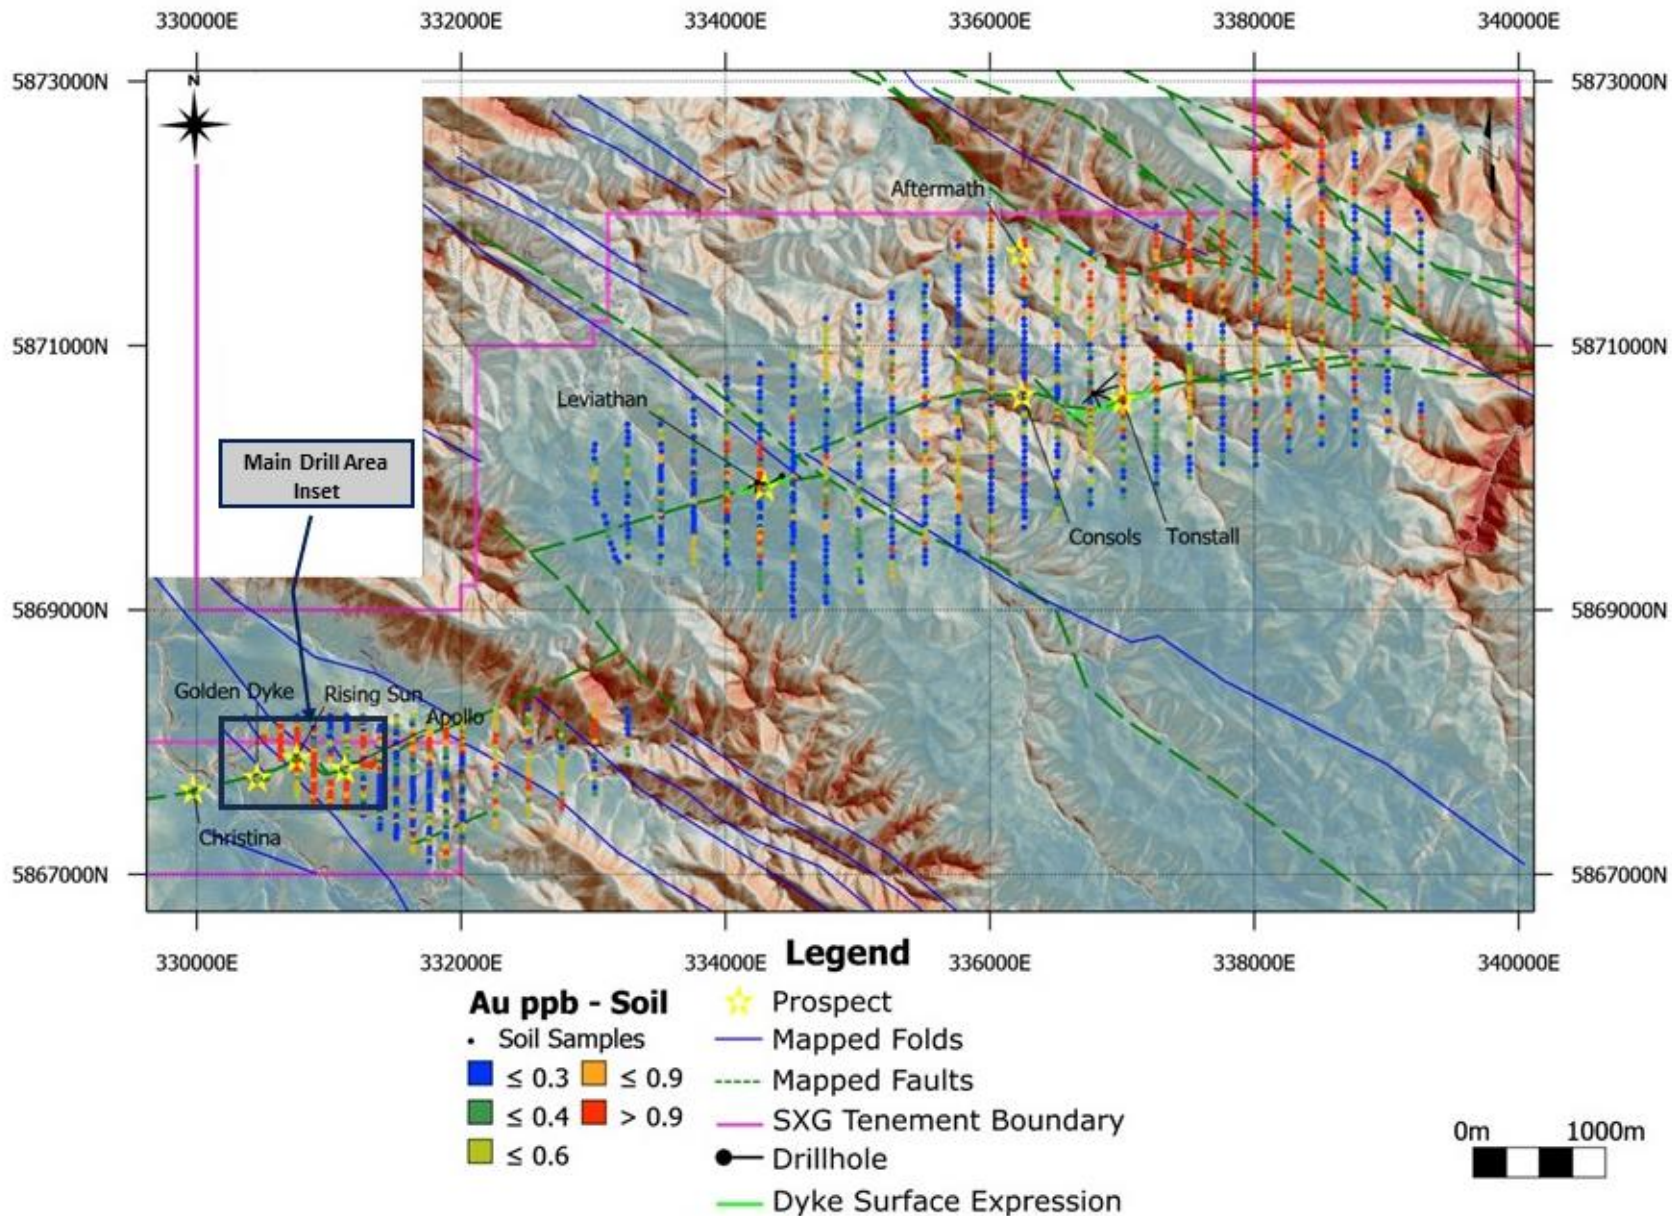 330000E 332000E 334000E 336000E 338000E 340000E
5873000N 5873000N
N
Aftermath
5871000N 5871000N
Leviathan
Main Drill Area
Inset
Consols Tonstall
5869000N 5869000N
Golden Dyke Rising Sun
Apollo
Christina
5867000N 5867000N
330000E 332000E 334000E 336000E 338000E 340000E
Legend
Au ppb - Soil
Soil Samples
≤ 0.3 ≤ 0.9
≤ 0.4 > 0.9
≤ 0.6
Prospect
Mapped Folds
Mapped Faults
SXG Tenement Boundary
Drillhole
Dyke Surface Expression
0m 1000m